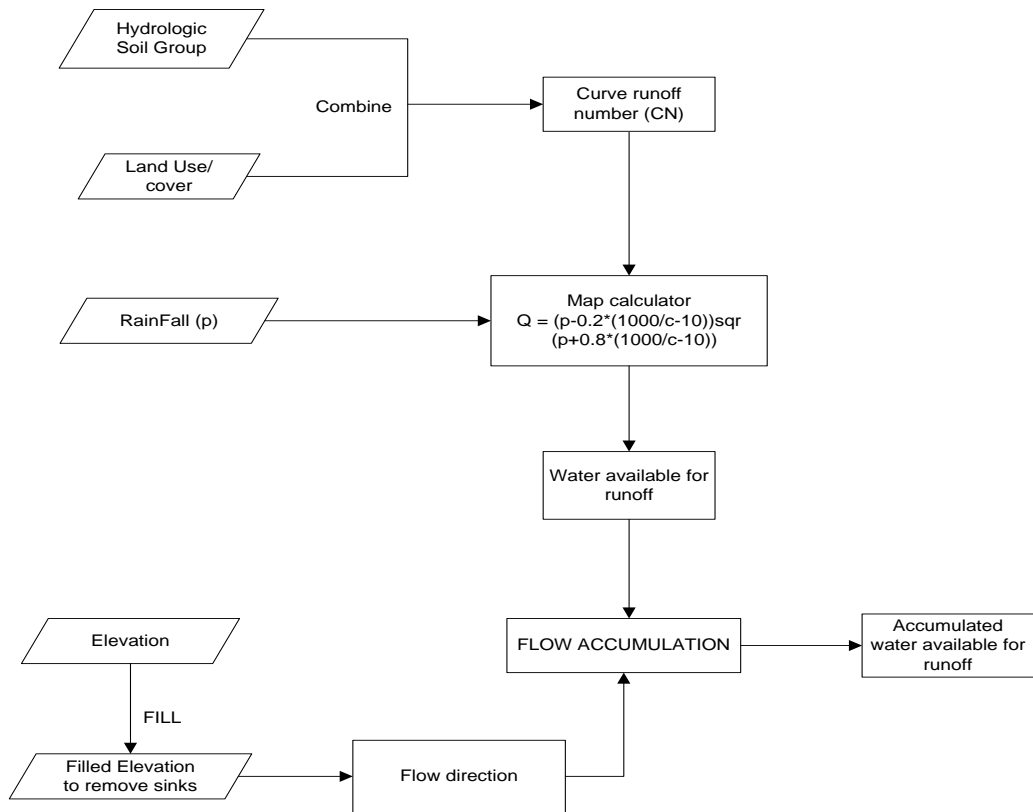 Hydrologic
Soil Group
Combine
Curve runoff
number (CN)
Land Use/
cover
RainFall (p)
Map calculator
Q = (p-0.2*(1000/c-10))sqr
(p+0.8*(1000/c-10))
Water available for
runoff
Elevation
FLOW ACCUMULATION
Accumulated
water available for
runoff
FILL
Filled Elevation
to remove sinks
Flow direction